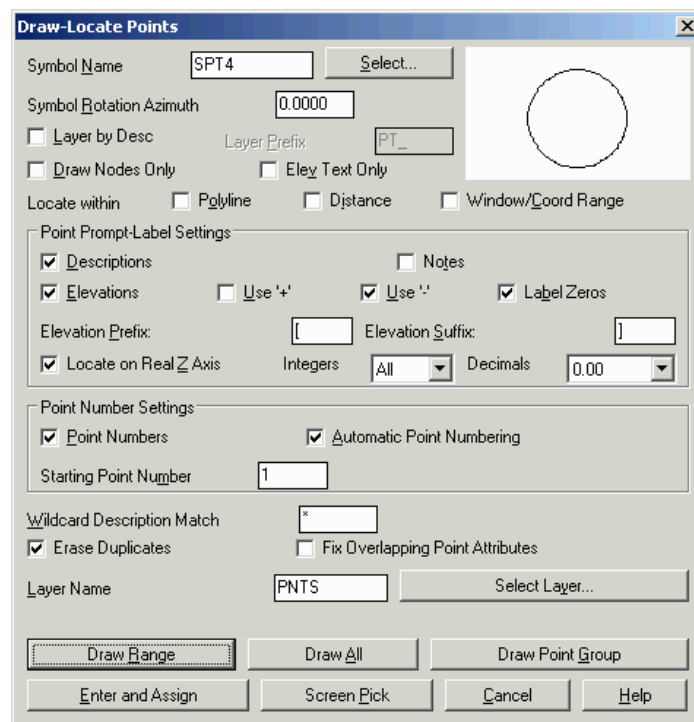 Draw-Locate Points
Symbol Name SPT4 Select...
Symbol Rotation Azimuth 0.0000
Layer by Desc Layer Prefix PT_
Draw Nodes Only Elev Text Only
Locate within Polyline Distance Window/Coord Range
Point Prompt-Label Settings
Descriptions Notes
Elevations Use '+' Use '-' Label Zeros
Elevation Prefix: [ Elevation Suffix: ]
Locate on Real Z Axis Integers All Decimals 0.00
Point Number Settings
Point Numbers Automatic Point Numbering
Starting Point Number 1
Wildcard Description Match *
Erase Duplicates Fix Overlapping Point Attributes
Layer Name PNTS Select Layer...
Draw Range Draw All Draw Point Group
Enter and Assign Screen Pick Cancel Help